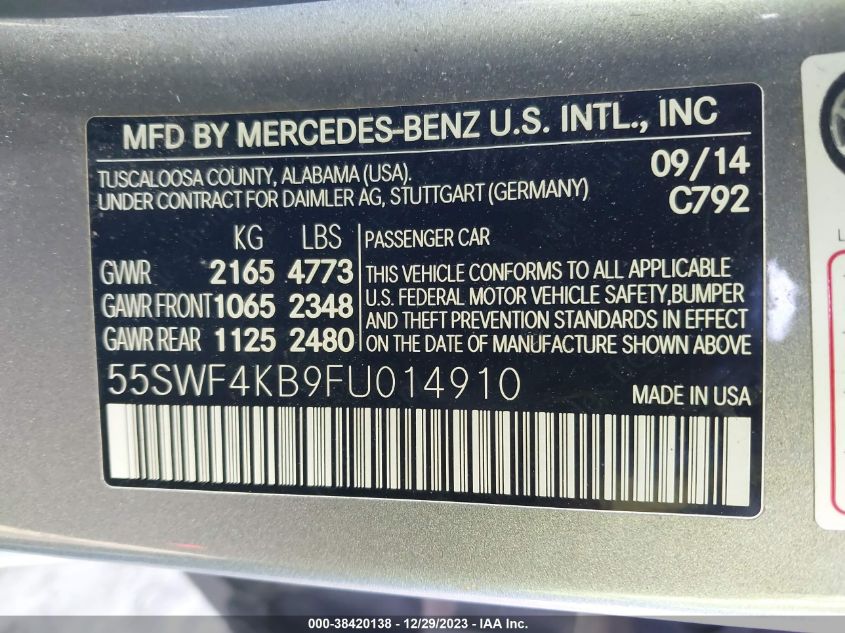 MFD BY MERCEDES-BENZ U.S. INTL., INC
TUSCALOOSA COUNTY, ALABAMA (USA). 09/14
UNDER CONTRACT FOR DAIMLER AG, STUTTGART (GERMANY) C792
KG LBS PASSENGER CAR
GVWR 2165 4773 THIS VEHICLE CONFORMS TO ALL APPLICABLE
GAWR FRONT 1065 2348 U.S. FEDERAL MOTOR VEHICLE SAFETY,BUMPER
GAWR REAR 1125 2480 AND THEFT PREVENTION STANDARDS IN EFFECT
ON THE DATE OF MANUFACTURE SHOWN ABOVE
55SWF4KB9FU014910 MADE IN USA
000-38420138 - 12/29/2023 - IAA Inc.